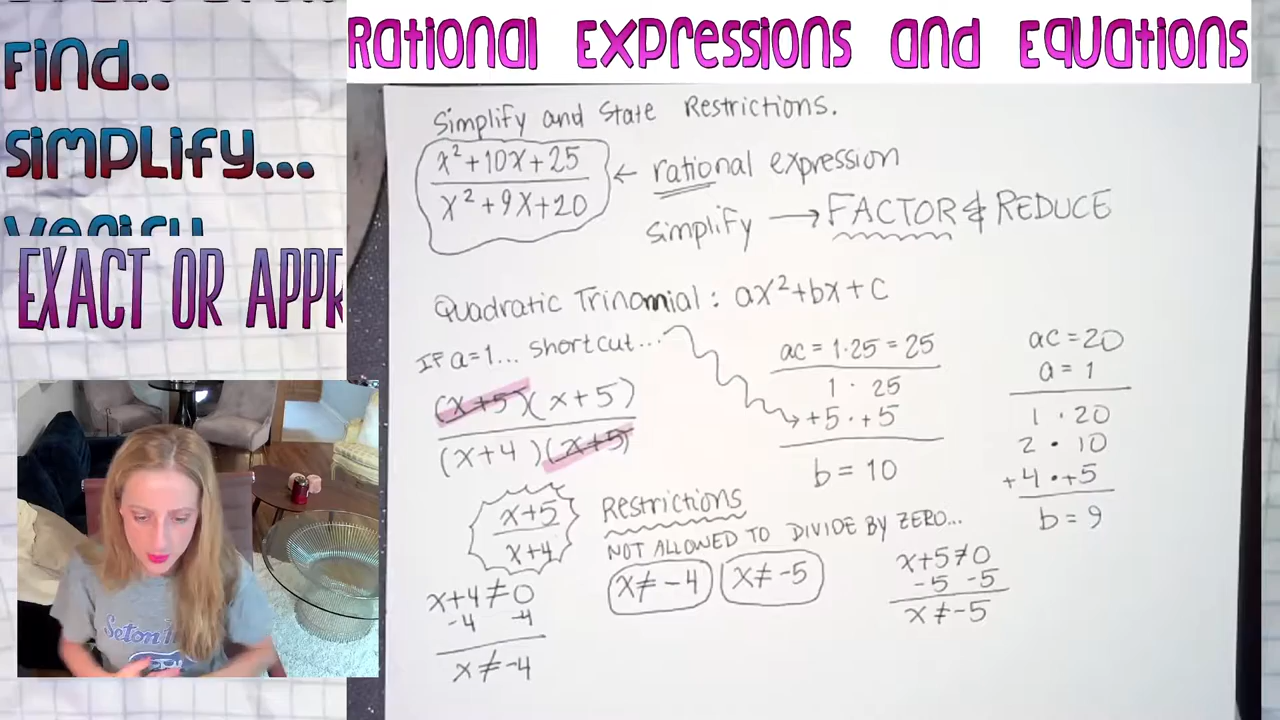 Find..
Simplify...
Verify
EXACT OR APPR
Rational Expressions and Equations
Simplify and State Restrictions.
x²+10x+25
x²+9x+20
← rational expression
simplify → FACTOR & REDUCE
Quadratic Trinomial: ax²+bx+c
IF a=1... shortcut...
(x+5)(x+5)
(x+4)(x+5)
x+5
x+4
x+4≠0
-4 -4
x≠-4
ac = 1·25 = 25
1 · 25
+5 · +5
b = 10
ac = 20
a = 1
1 · 20
2 · 10
+4 · +5
b = 9
Restrictions
NOT ALLOWED TO DIVIDE BY ZERO...
x≠-4 x≠-5
x+5≠0
-5 -5
x≠-5
Seton